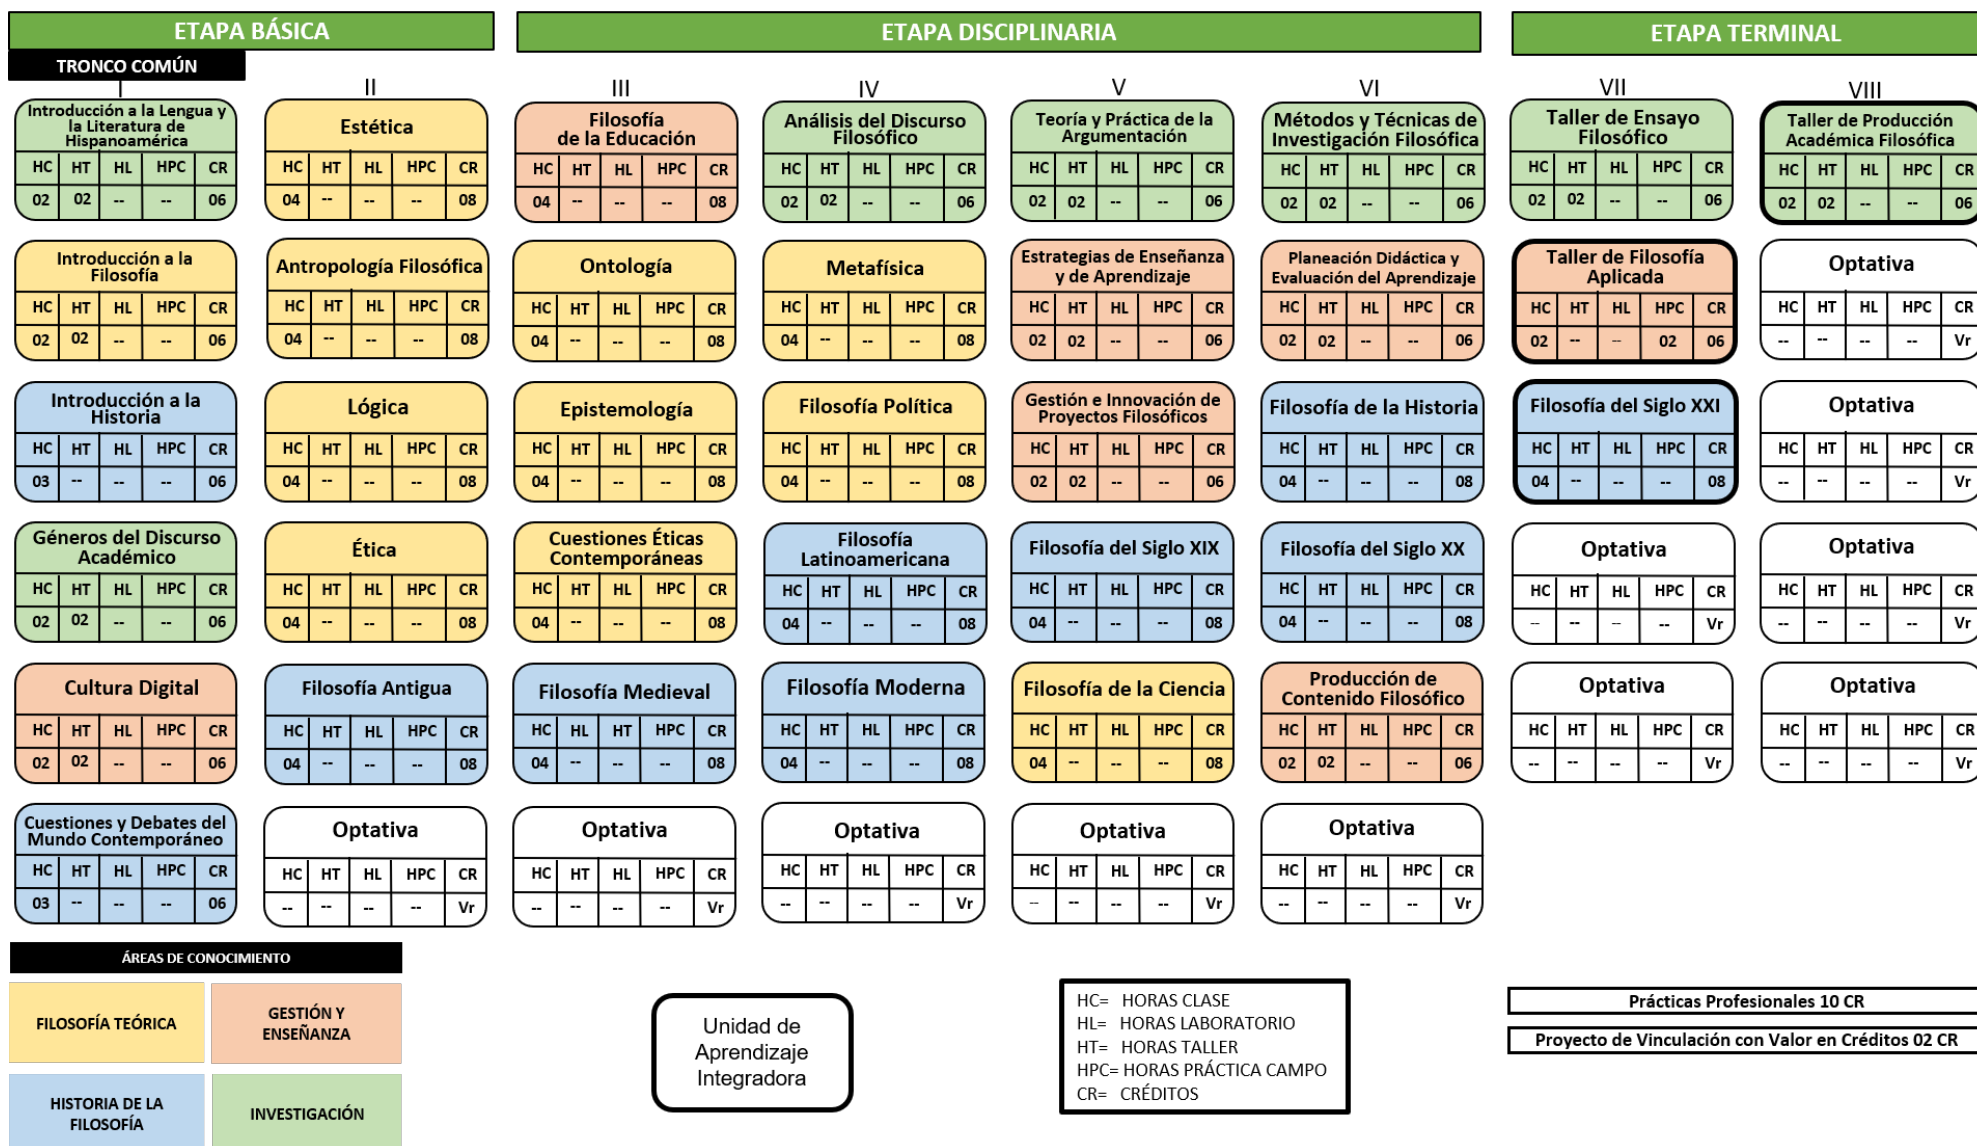 ETAPA BÁSICA
ETAPA DISCIPLINARIA
ETAPA TERMINAL
TRONCO COMÚN
I
II
III
IV
V
VI
VII
VIII
Introducción a la Lengua y
la Literatura de
Hispanoamérica
HC HT HL HPC CR
02 02 -- -- 06
Estética
HC HT HL HPC CR
04 -- -- -- 08
Filosofía
de la Educación
HC HT HL HPC CR
04 -- -- -- 08
Análisis del Discurso
Filosófico
HC HT HL HPC CR
02 02 -- -- 06
Teoría y Práctica de la
Argumentación
HC HT HL HPC CR
02 02 -- -- 06
Métodos y Técnicas de
Investigación Filosófica
HC HT HL HPC CR
02 02 -- -- 06
Taller de Ensayo
Filosófico
HC HT HL HPC CR
02 02 -- -- 06
Taller de Producción
Académica Filosófica
HC HT HL HPC CR
02 02 -- -- 06
Introducción a la
Filosofía
HC HT HL HPC CR
02 02 -- -- 06
Antropología Filosófica
HC HT HL HPC CR
04 -- -- -- 08
Ontología
HC HT HL HPC CR
04 -- -- -- 08
Metafísica
HC HT HL HPC CR
04 -- -- -- 08
Estrategias de Enseñanza
y de Aprendizaje
HC HT HL HPC CR
02 02 -- -- 06
Planeación Didáctica y
Evaluación del Aprendizaje
HC HT HL HPC CR
02 02 -- -- 06
Taller de Filosofía
Aplicada
HC HT HL HPC CR
02 -- -- 02 06
Optativa
HC HT HL HPC CR
-- -- -- -- Vr
Introducción a la
Historia
HC HT HL HPC CR
03 -- -- -- 06
Lógica
HC HT HL HPC CR
04 -- -- -- 08
Epistemología
HC HT HL HPC CR
04 -- -- -- 08
Filosofía Política
HC HT HL HPC CR
04 -- -- -- 08
Gestión e Innovación de
Proyectos Filosóficos
HC HT HL HPC CR
02 02 -- -- 06
Filosofía de la Historia
HC HT HL HPC CR
04 -- -- -- 08
Filosofía del Siglo XXI
HC HT HL HPC CR
04 -- -- -- 08
Optativa
HC HT HL HPC CR
-- -- -- -- Vr
Géneros del Discurso
Académico
HC HT HL HPC CR
02 02 -- -- 06
Ética
HC HT HL HPC CR
04 -- -- -- 08
Cuestiones Éticas
Contemporáneas
HC HT HL HPC CR
04 -- -- -- 08
Filosofía
Latinoamericana
HC HT HL HPC CR
04 -- -- -- 08
Filosofía del Siglo XIX
HC HT HL HPC CR
04 -- -- -- 08
Filosofía del Siglo XX
HC HT HL HPC CR
04 -- -- -- 08
Optativa
HC HT HL HPC CR
-- -- -- -- Vr
Optativa
HC HT HL HPC CR
-- -- -- -- Vr
Cultura Digital
HC HT HL HPC CR
02 02 -- -- 06
Filosofía Antigua
HC HT HL HPC CR
04 -- -- -- 08
Filosofía Medieval
HC HL HT HPC CR
04 -- -- -- 08
Filosofía Moderna
HC HT HL HPC CR
04 -- -- -- 08
Filosofía de la Ciencia
HC HT HL HPC CR
04 -- -- -- 08
Producción de
Contenido Filosófico
HC HT HL HPC CR
02 02 -- -- 06
Optativa
HC HT HL HPC CR
-- -- -- -- Vr
Optativa
HC HT HL HPC CR
-- -- -- -- Vr
Cuestiones y Debates del
Mundo Contemporáneo
HC HT HL HPC CR
03 -- -- -- 06
Optativa
HC HT HL HPC CR
-- -- -- -- Vr
Optativa
HC HT HL HPC CR
-- -- -- -- Vr
Optativa
HC HT HL HPC CR
-- -- -- -- Vr
Optativa
HC HT HL HPC CR
-- -- -- -- Vr
Optativa
HC HT HL HPC CR
-- -- -- -- Vr
ÁREAS DE CONOCIMIENTO
FILOSOFÍA TEÓRICA
GESTIÓN Y
ENSEÑANZA
HISTORIA DE LA
FILOSOFÍA
INVESTIGACIÓN
Unidad de
Aprendizaje
Integradora
HC= HORAS CLASE
HL= HORAS LABORATORIO
HT= HORAS TALLER
HPC= HORAS PRÁCTICA CAMPO
CR= CRÉDITOS
Prácticas Profesionales 10 CR
Proyecto de Vinculación con Valor en Créditos 02 CR